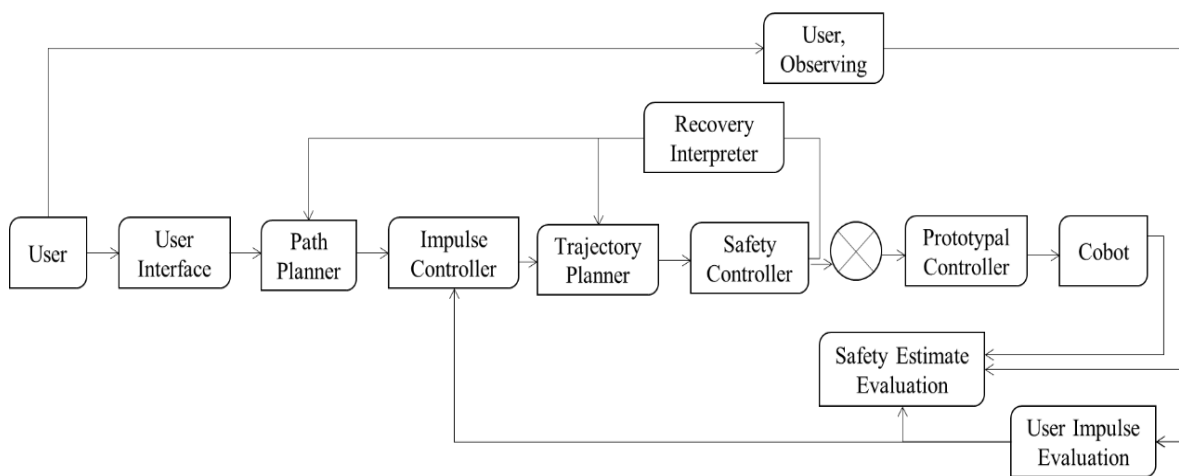 User,
Observing
Recovery
Interpreter
User
User
Interface
Path
Planner
Impulse
Controller
Trajectory
Planner
Safety
Controller
Prototypal
Controller
Cobot
Safety Estimate
Evaluation
User Impulse
Evaluation